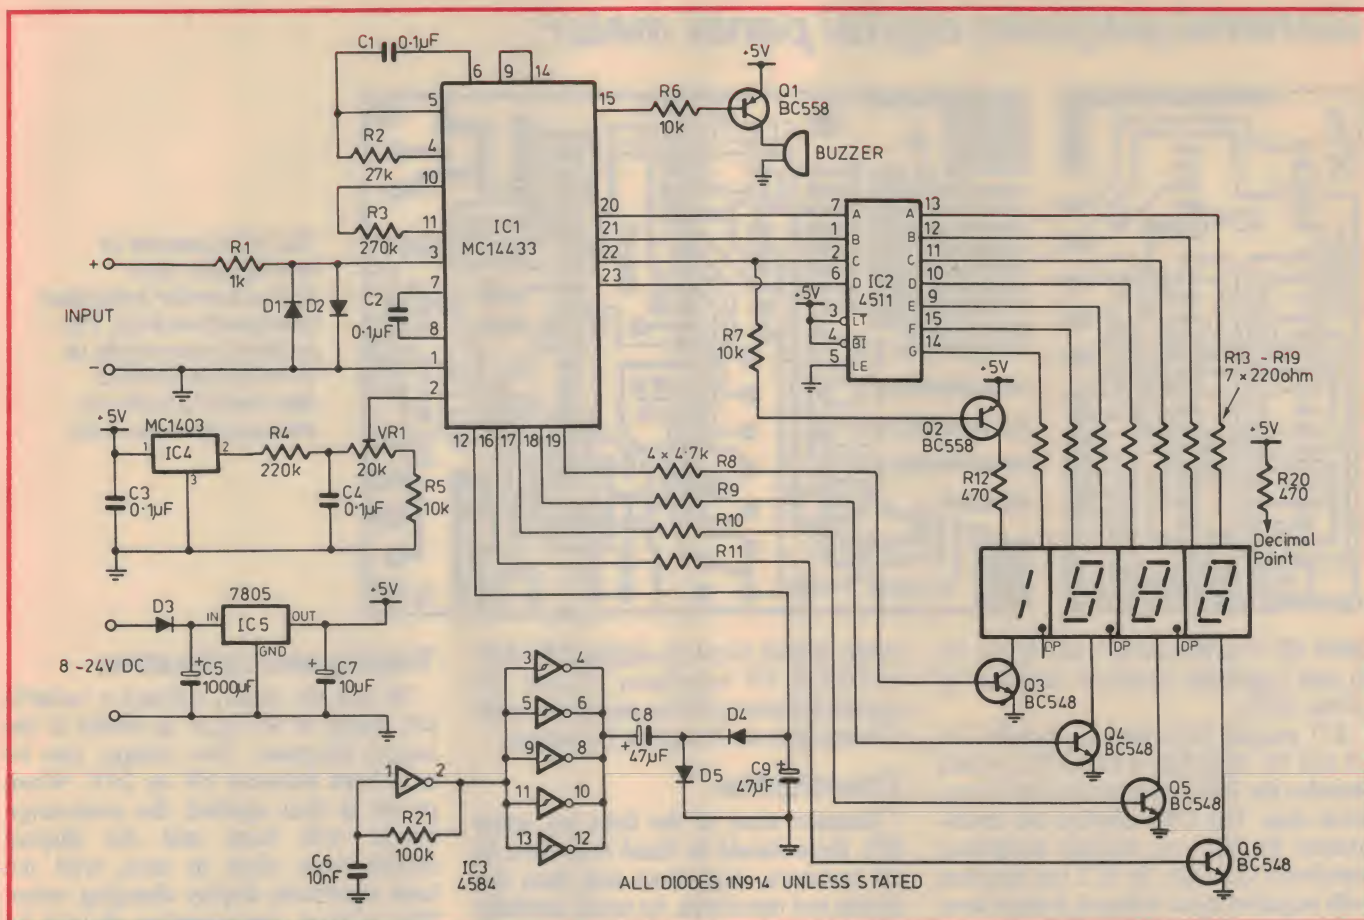 C1
0·1µF
6
9
14
+5V
5
15
R6
10k
Q1
BC558
BUZZER
R2
27k
4
10
R3
270k
11
IC1
MC14433
20
21
22
23
7
1
2
6
A
B
C
D
IC2
4511
A
B
C
D
E
F
G
13
12
11
10
9
15
14
+5V
3
LT
4
BI
5
LE
+
R1
1k
3
INPUT
D1
D2
C2
0·1µF
7
8
-
1
2
R7
10k
+5V
Q2
BC558
R13 - R19
7 × 220ohm
+5V
R12
470
R20
470
Decimal
Point
+5V
MC1403
1
IC4
2
3
R4
220k
VR1
20k
C3
0·1µF
C4
0·1µF
R5
10k
12
16
17
18
19
4 × 4·7k
R8
R9
R10
R11
1
8
8
8
DP
DP
DP
7805
+5V
D3
IN
IC5
OUT
GND
8 - 24V DC
+
C5
1000µF
+
C7
10µF
3
4
5
6
9
8
11
10
13
12
C8
+
47µF
D4
D5
C9
+
47µF
1
2
R21
100k
C6
10nF
IC3
4584
Q3
BC548
Q4
BC548
Q5
BC548
Q6
BC548
ALL DIODES 1N914 UNLESS STATED